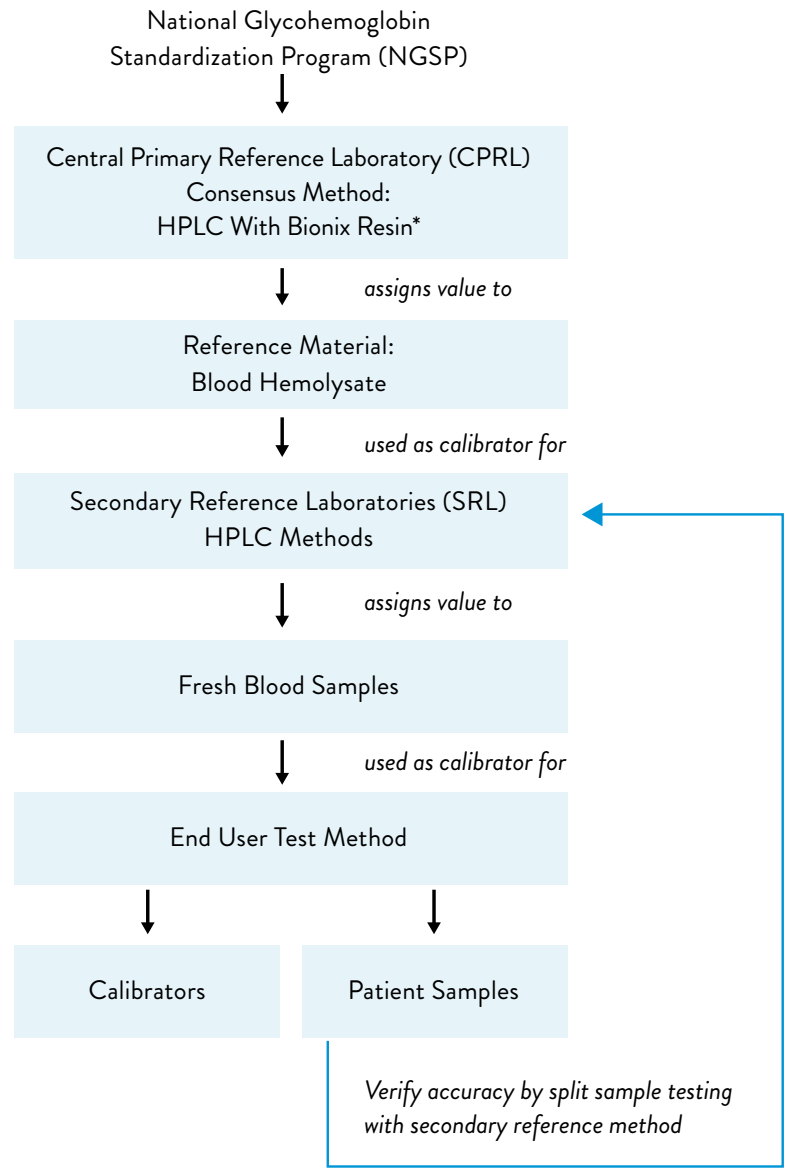 National Glycohemoglobin
Standardization Program (NGSP)
Central Primary Reference Laboratory (CPRL)
Consensus Method:
HPLC With Bionix Resin*
assigns value to
Reference Material:
Blood Hemolysate
used as calibrator for
Secondary Reference Laboratories (SRL)
HPLC Methods
assigns value to
Fresh Blood Samples
used as calibrator for
End User Test Method
Calibrators
Patient Samples
Verify accuracy by split sample testing
with secondary reference method